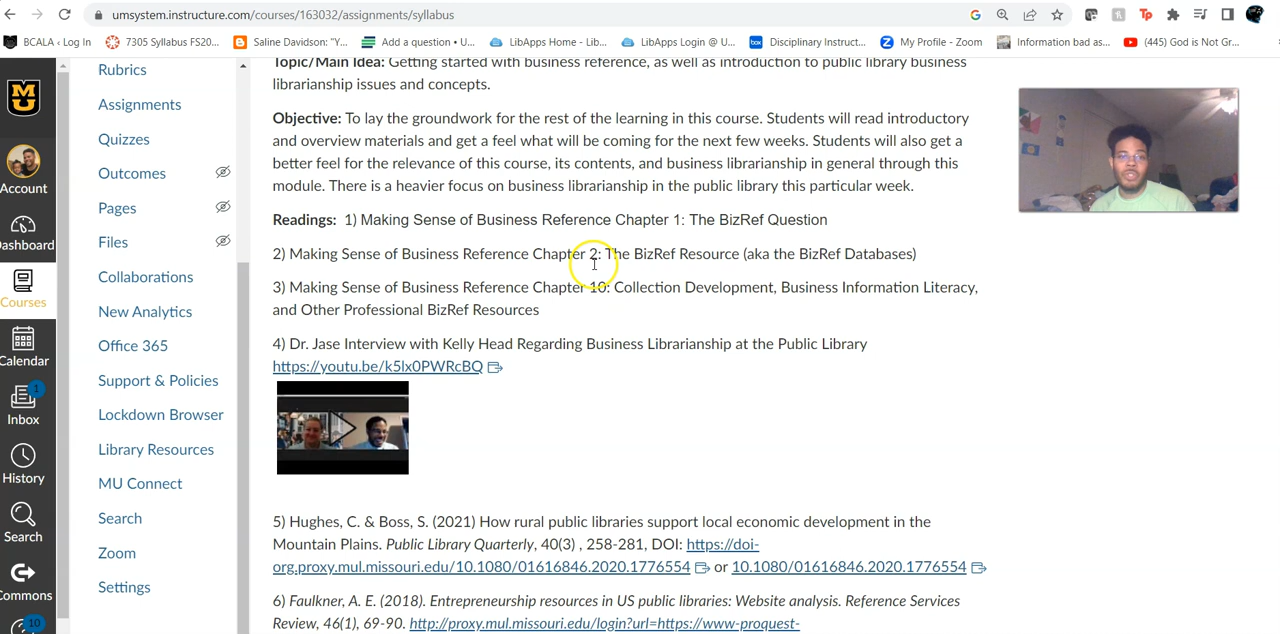 umsystem.instructure.com/courses/163032/assignments/syllabus
BCALA ‹ Log In
7305 Syllabus FS20...
Saline Davidson: "Y...
Add a question • U...
LibApps Home - Lib...
LibApps Login @ U...
box
Disciplinary Instruct...
My Profile - Zoom
Information bad as...
(445) God is Not Gr...
Account
Dashboard
Courses
Calendar
1
Inbox
History
Search
Commons
10
Rubrics
Assignments
Quizzes
Outcomes
Pages
Files
Collaborations
New Analytics
Office 365
Support & Policies
Lockdown Browser
Library Resources
MU Connect
Search
Zoom
Settings
Topic/Main Idea: Getting started with business reference, as well as introduction to public library business
librarianship issues and concepts.
Objective: To lay the groundwork for the rest of the learning in this course. Students will read introductory
and overview materials and get a feel what will be coming for the next few weeks. Students will also get a
better feel for the relevance of this course, its contents, and business librarianship in general through this
module. There is a heavier focus on business librarianship in the public library this particular week.
Readings: 1) Making Sense of Business Reference Chapter 1: The BizRef Question
2) Making Sense of Business Reference Chapter 2: The BizRef Resource (aka the BizRef Databases)
3) Making Sense of Business Reference Chapter 10: Collection Development, Business Information Literacy,
and Other Professional BizRef Resources
4) Dr. Jase Interview with Kelly Head Regarding Business Librarianship at the Public Library
https://youtu.be/k5lx0PWRcBQ
5) Hughes, C. & Boss, S. (2021) How rural public libraries support local economic development in the
Mountain Plains. Public Library Quarterly, 40(3) , 258-281, DOI: https://doi-
org.proxy.mul.missouri.edu/10.1080/01616846.2020.1776554 or 10.1080/01616846.2020.1776554
6) Faulkner, A. E. (2018). Entrepreneurship resources in US public libraries: Website analysis. Reference Services
Review, 46(1), 69-90. http://proxy.mul.missouri.edu/login?url=https://www-proquest-